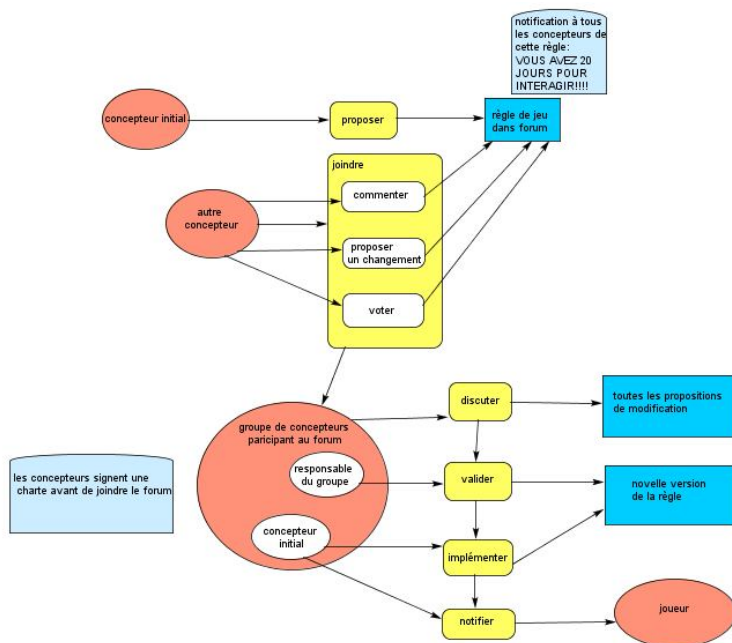 notification à tous
les concepteurs de
cette règle:
VOUS AVEZ 20
JOURS POUR
INTERAGIR!!!!
concepteur initial
proposer
règle de jeu
dans forum
joindre
commenter
autre
concepteur
proposer
un changement
voter
groupe de concepteurs
paricipant au forum
discuter
toutes les propositions
de modification
les concepteurs signent une
charte avant de joindre le forum
responsable
du groupe
valider
novelle version
de la règle
concepteur
initial
implémenter
notifier
joueur